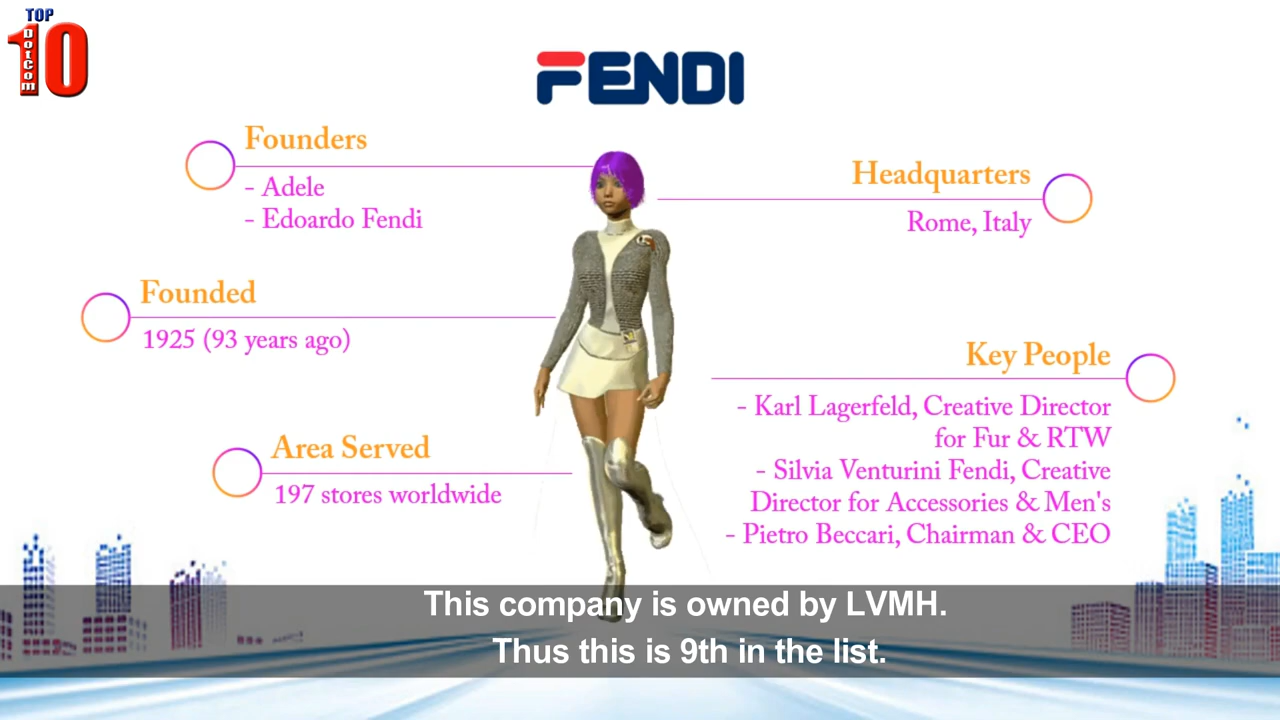 TOP
10
DotCom
FENDI
Founders
- Adele
- Edoardo Fendi
Headquarters
Rome, Italy
Founded
1925 (93 years ago)
Key People
- Karl Lagerfeld, Creative Director
for Fur & RTW
- Silvia Venturini Fendi, Creative
Director for Accessories & Men's
- Pietro Beccari, Chairman & CEO
Area Served
197 stores worldwide
This company is owned by LVMH.
Thus this is 9th in the list.